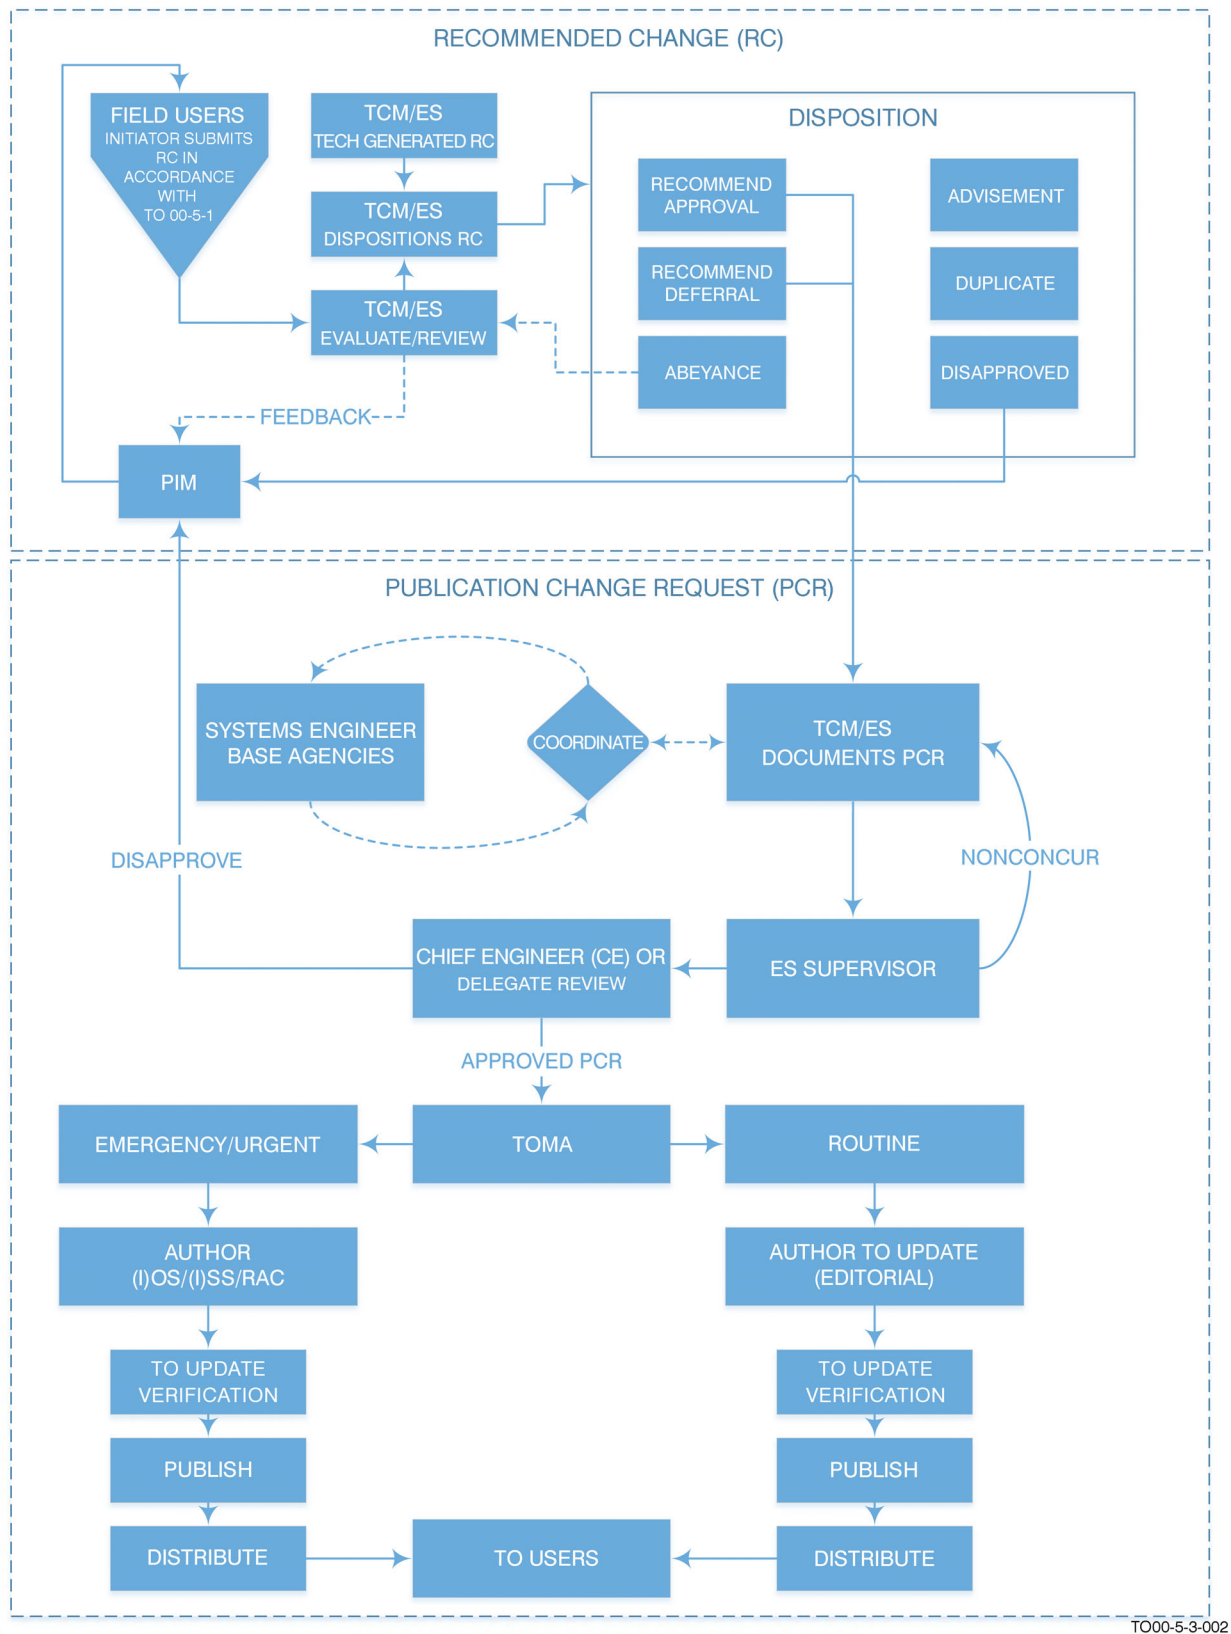 RECOMMENDED CHANGE (RC)
FIELD USERS
INITIATOR SUBMITS
RC IN
ACCORDANCE
WITH
TO 00-5-1
TCM/ES
TECH GENERATED RC
TCM/ES
DISPOSITIONS RC
TCM/ES
EVALUATE/REVIEW
DISPOSITION
RECOMMEND
APPROVAL
ADVISEMENT
RECOMMEND
DEFERRAL
DUPLICATE
ABEYANCE
DISAPPROVED
FEEDBACK
PIM
PUBLICATION CHANGE REQUEST (PCR)
SYSTEMS ENGINEER
BASE AGENCIES
COORDINATE
TCM/ES
DOCUMENTS PCR
DISAPPROVE
NONCONCUR
CHIEF ENGINEER (CE) OR
DELEGATE REVIEW
ES SUPERVISOR
APPROVED PCR
EMERGENCY/URGENT
TOMA
ROUTINE
AUTHOR
(I)OS/(I)SS/RAC
AUTHOR TO UPDATE
(EDITORIAL)
TO UPDATE
VERIFICATION
TO UPDATE
VERIFICATION
PUBLISH
PUBLISH
DISTRIBUTE
TO USERS
DISTRIBUTE
TO00-5-3-002